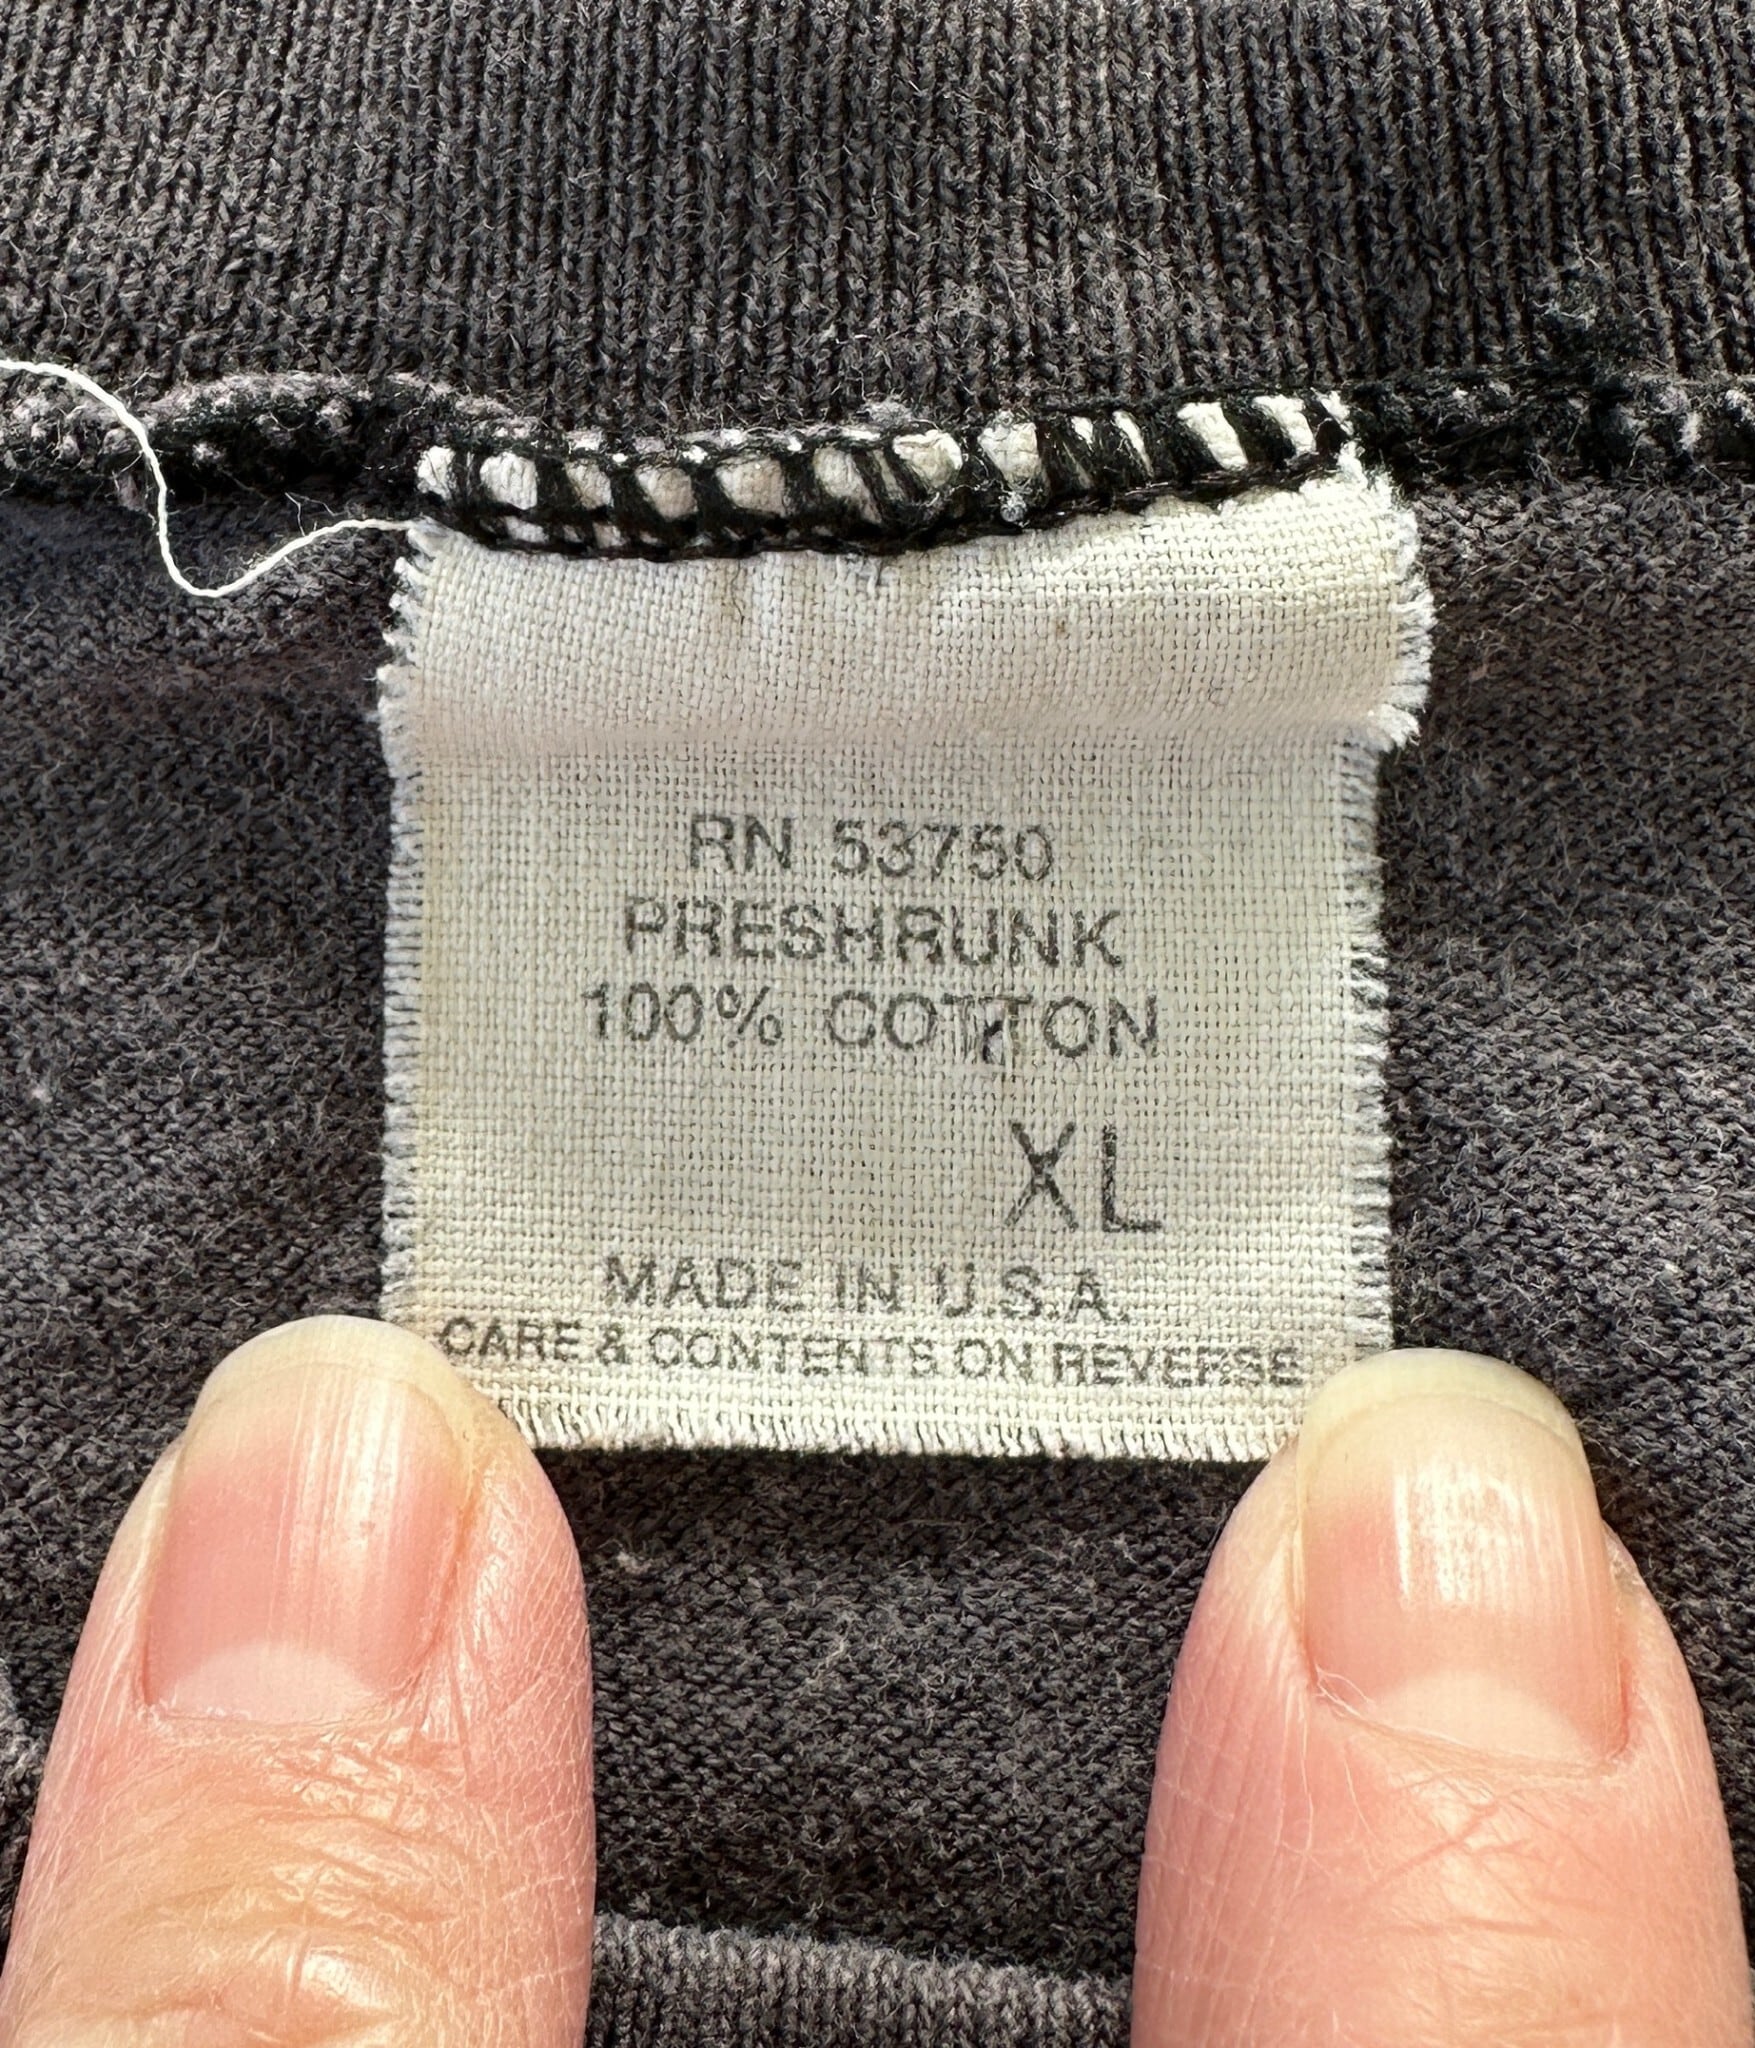 RN 53750
PRESHRUNK
100% COTTON
XL
MADE IN U.S.A.
CARE & CONTENTS ON REVERSE